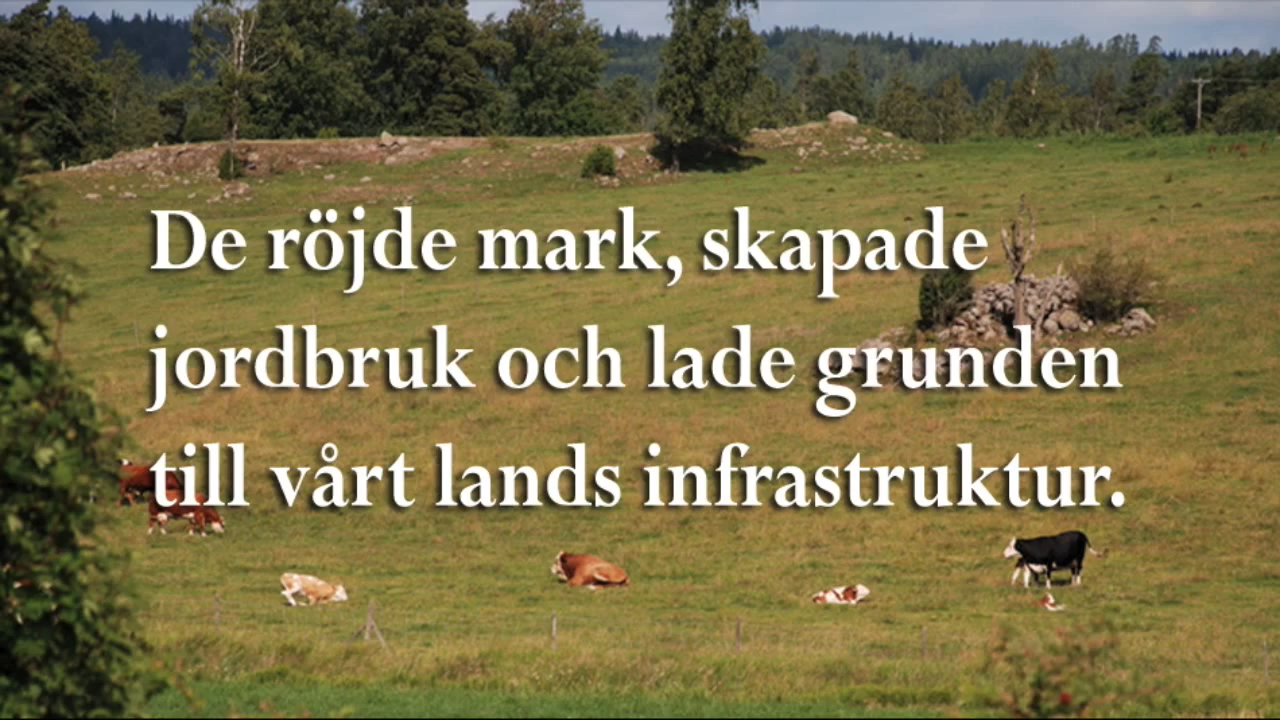 De röjde mark, skapade
jordbruk och lade grunden
till vårt lands infrastruktur.